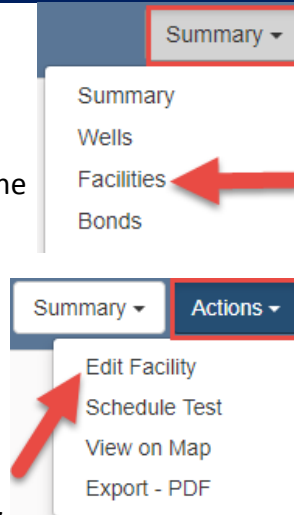 Summary
Summary
Wells
Facilities
Bonds
Summary Actions
Edit Facility
Schedule Test
View on Map
Export - PDF